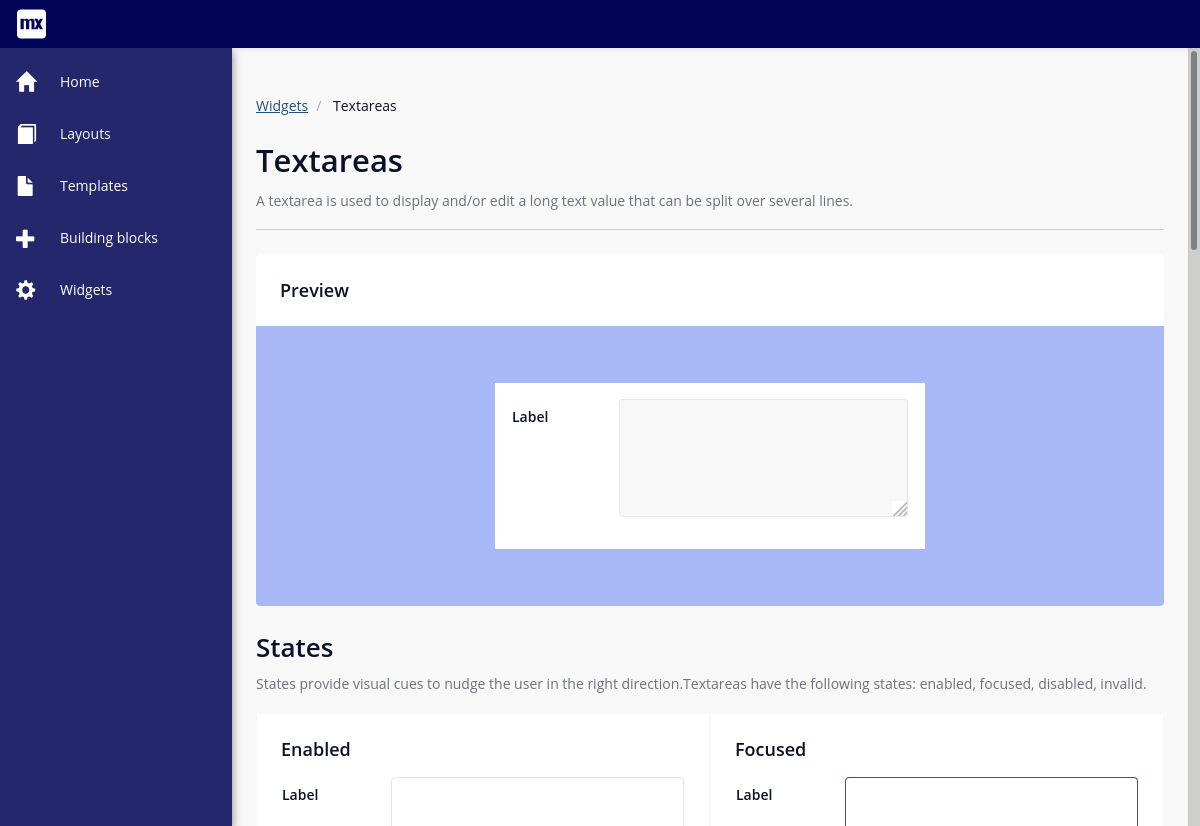 mx
Home
Layouts
Templates
Building blocks
Widgets
Widgets / Textareas
Textareas
A textarea is used to display and/or edit a long text value that can be split over several lines.
Preview
Label
States
States provide visual cues to nudge the user in the right direction.Textareas have the following states: enabled, focused, disabled, invalid.
Enabled
Label
Focused
Label